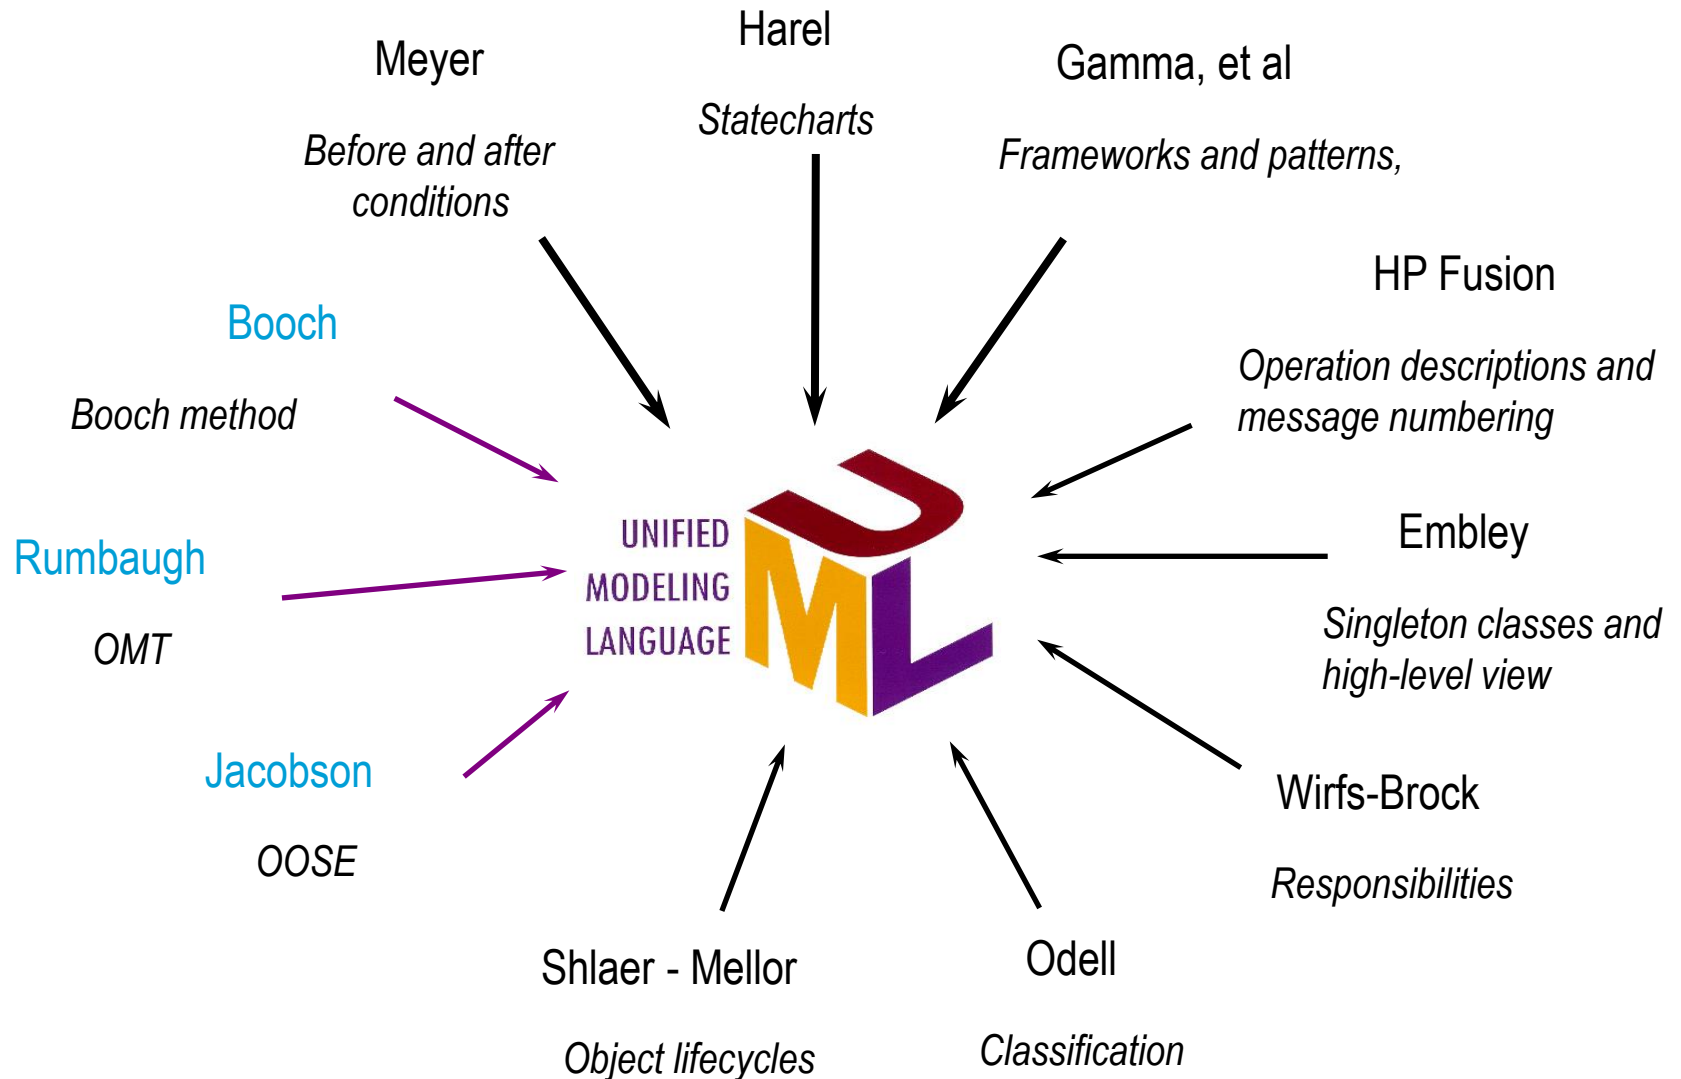 Harel
Meyer
Gamma, et al
Statecharts
Before and after
conditions
Frameworks and patterns,
HP Fusion
Booch
Operation descriptions and
message numbering
Booch method
UML
UNIFIED
MODELING
LANGUAGE
Embley
Rumbaugh
Singleton classes and
high-level view
OMT
Jacobson
Wirfs-Brock
OOSE
Responsibilities
Shlaer - Mellor
Odell
Object lifecycles
Classification